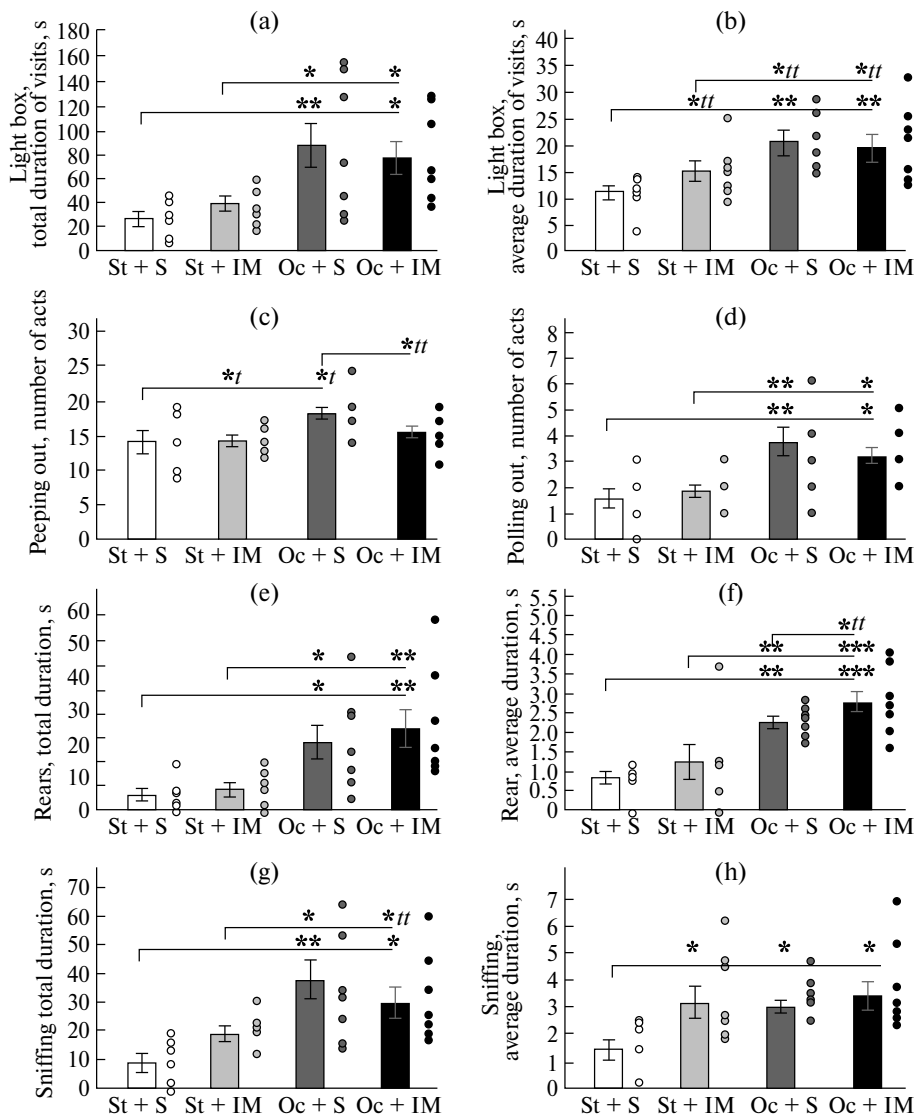 (a)
Light box,
total duration of visits, s
180
160
140
120
100
80
60
40
20
0
* *
** *
St + S St + IM Oc + S Oc + IM
(b)
Light box,
average duration of visits, s
40
35
30
25
20
15
10
5
0
*tt *tt
*tt ** **
St + S St + IM Oc + S Oc + IM
(c)
Peeping out, number of acts
30
25
20
15
10
5
0
*tt
*t *t
St + S St + IM Oc + S Oc + IM
(d)
Polling out, number of acts
8
7
6
5
4
3
2
1
0
** *
** *
St + S St + IM Oc + S Oc + IM
(e)
Rears, total duration, s
60
50
40
30
20
20
10
0
* **
* **
St + S St + IM Oc + S Oc + IM
(f)
Rear, average duration, s
5.5
5.0
4.5
4.0
3.5
3.0
2.5
2.0
1.5
1.0
0.5
0
*tt
** ***
** ***
St + S St + IM Oc + S Oc + IM
(g)
Sniffing total duration, s
70
60
50
40
30
20
10
0
* *tt
** *
St + S St + IM Oc + S Oc + IM
(h)
Sniffing,
average duration, s
7
6
5
4
3
2
1
0
* * *
St + S St + IM Oc + S Oc + IM